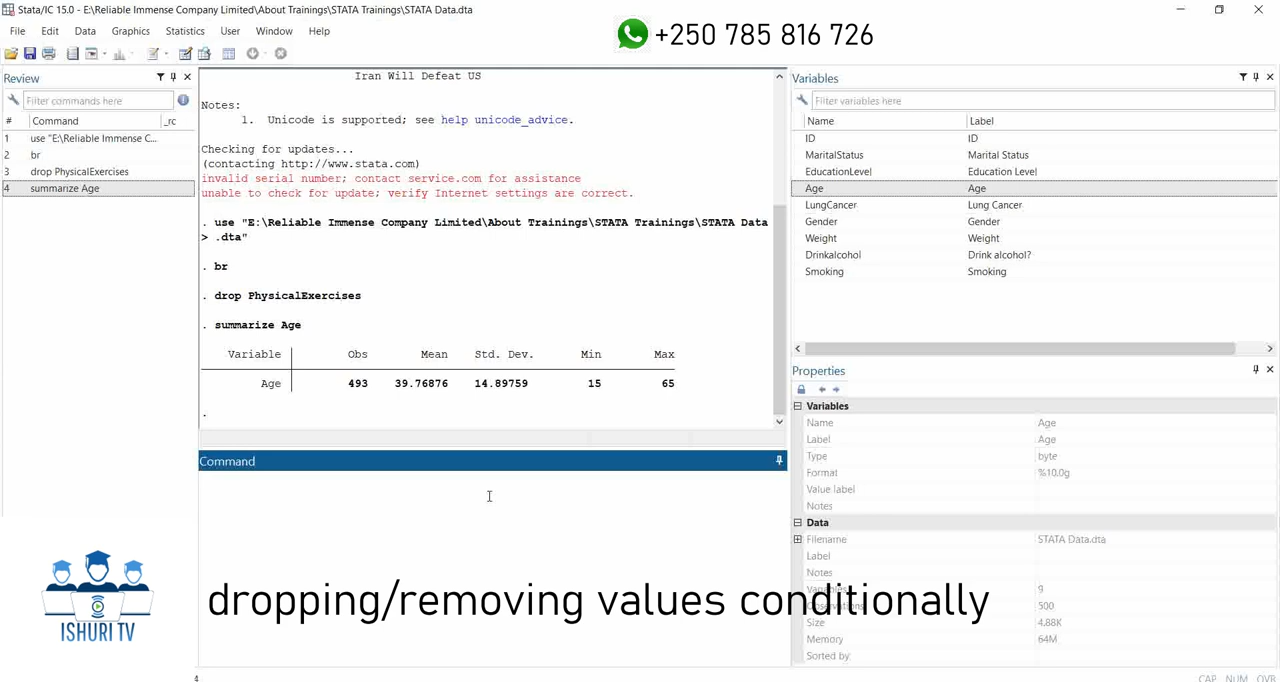 Stata/IC 15.0 - E:\Reliable Immense Company Limited\About Trainings\STATA Trainings\STATA Data.dta
File Edit Data Graphics Statistics User Window Help
+250 785 816 726
Review
Filter commands here
# Command _rc
1 use "E:\Reliable Immense C...
2 br
3 drop PhysicalExercises
4 summarize Age
Iran Will Defeat US
Notes:
1. Unicode is supported; see help unicode_advice.
Checking for updates...
(contacting http://www.stata.com)
invalid serial number; contact service.com for assistance
unable to check for update; verify Internet settings are correct.
. use "E:\Reliable Immense Company Limited\About Trainings\STATA Trainings\STATA Data
> .dta"
. br
. drop PhysicalExercises
. summarize Age
Variable Obs Mean Std. Dev. Min Max
Age 493 39.76876 14.89759 15 65
.
Command
Variables
Filter variables here
Name Label
ID ID
MaritalStatus Marital Status
EducationLevel Education Level
Age Age
LungCancer Lung Cancer
Gender Gender
Weight Weight
Drinkalcohol Drink alcohol?
Smoking Smoking
Properties
Variables
Name Age
Label Age
Type byte
Format %10.0g
Value label
Notes
Data
Filename STATA Data.dta
Label
Notes
Variables 9
Observations 500
Size 4.88K
Memory 64M
Sorted by
ISHURI TV
dropping/removing values conditionally
CAP NUM OVR